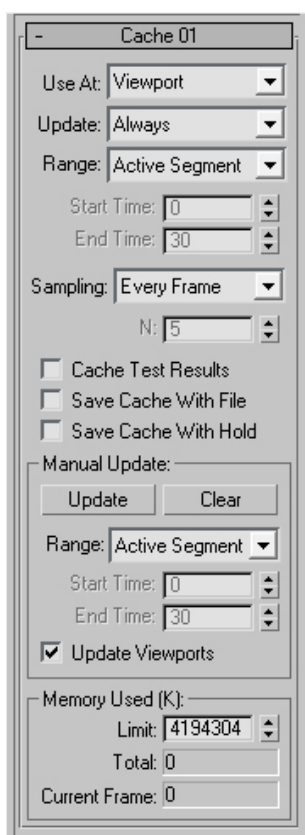 - Cache 01
Use At: Viewport
Update: Always
Range: Active Segment
Start Time: 0
End Time: 30
Sampling: Every Frame
N: 5
Cache Test Results
Save Cache With File
Save Cache With Hold
Manual Update:
Update Clear
Range: Active Segment
Start Time: 0
End Time: 30
Update Viewports
Memory Used (K):
Limit: 4194304
Total: 0
Current Frame: 0